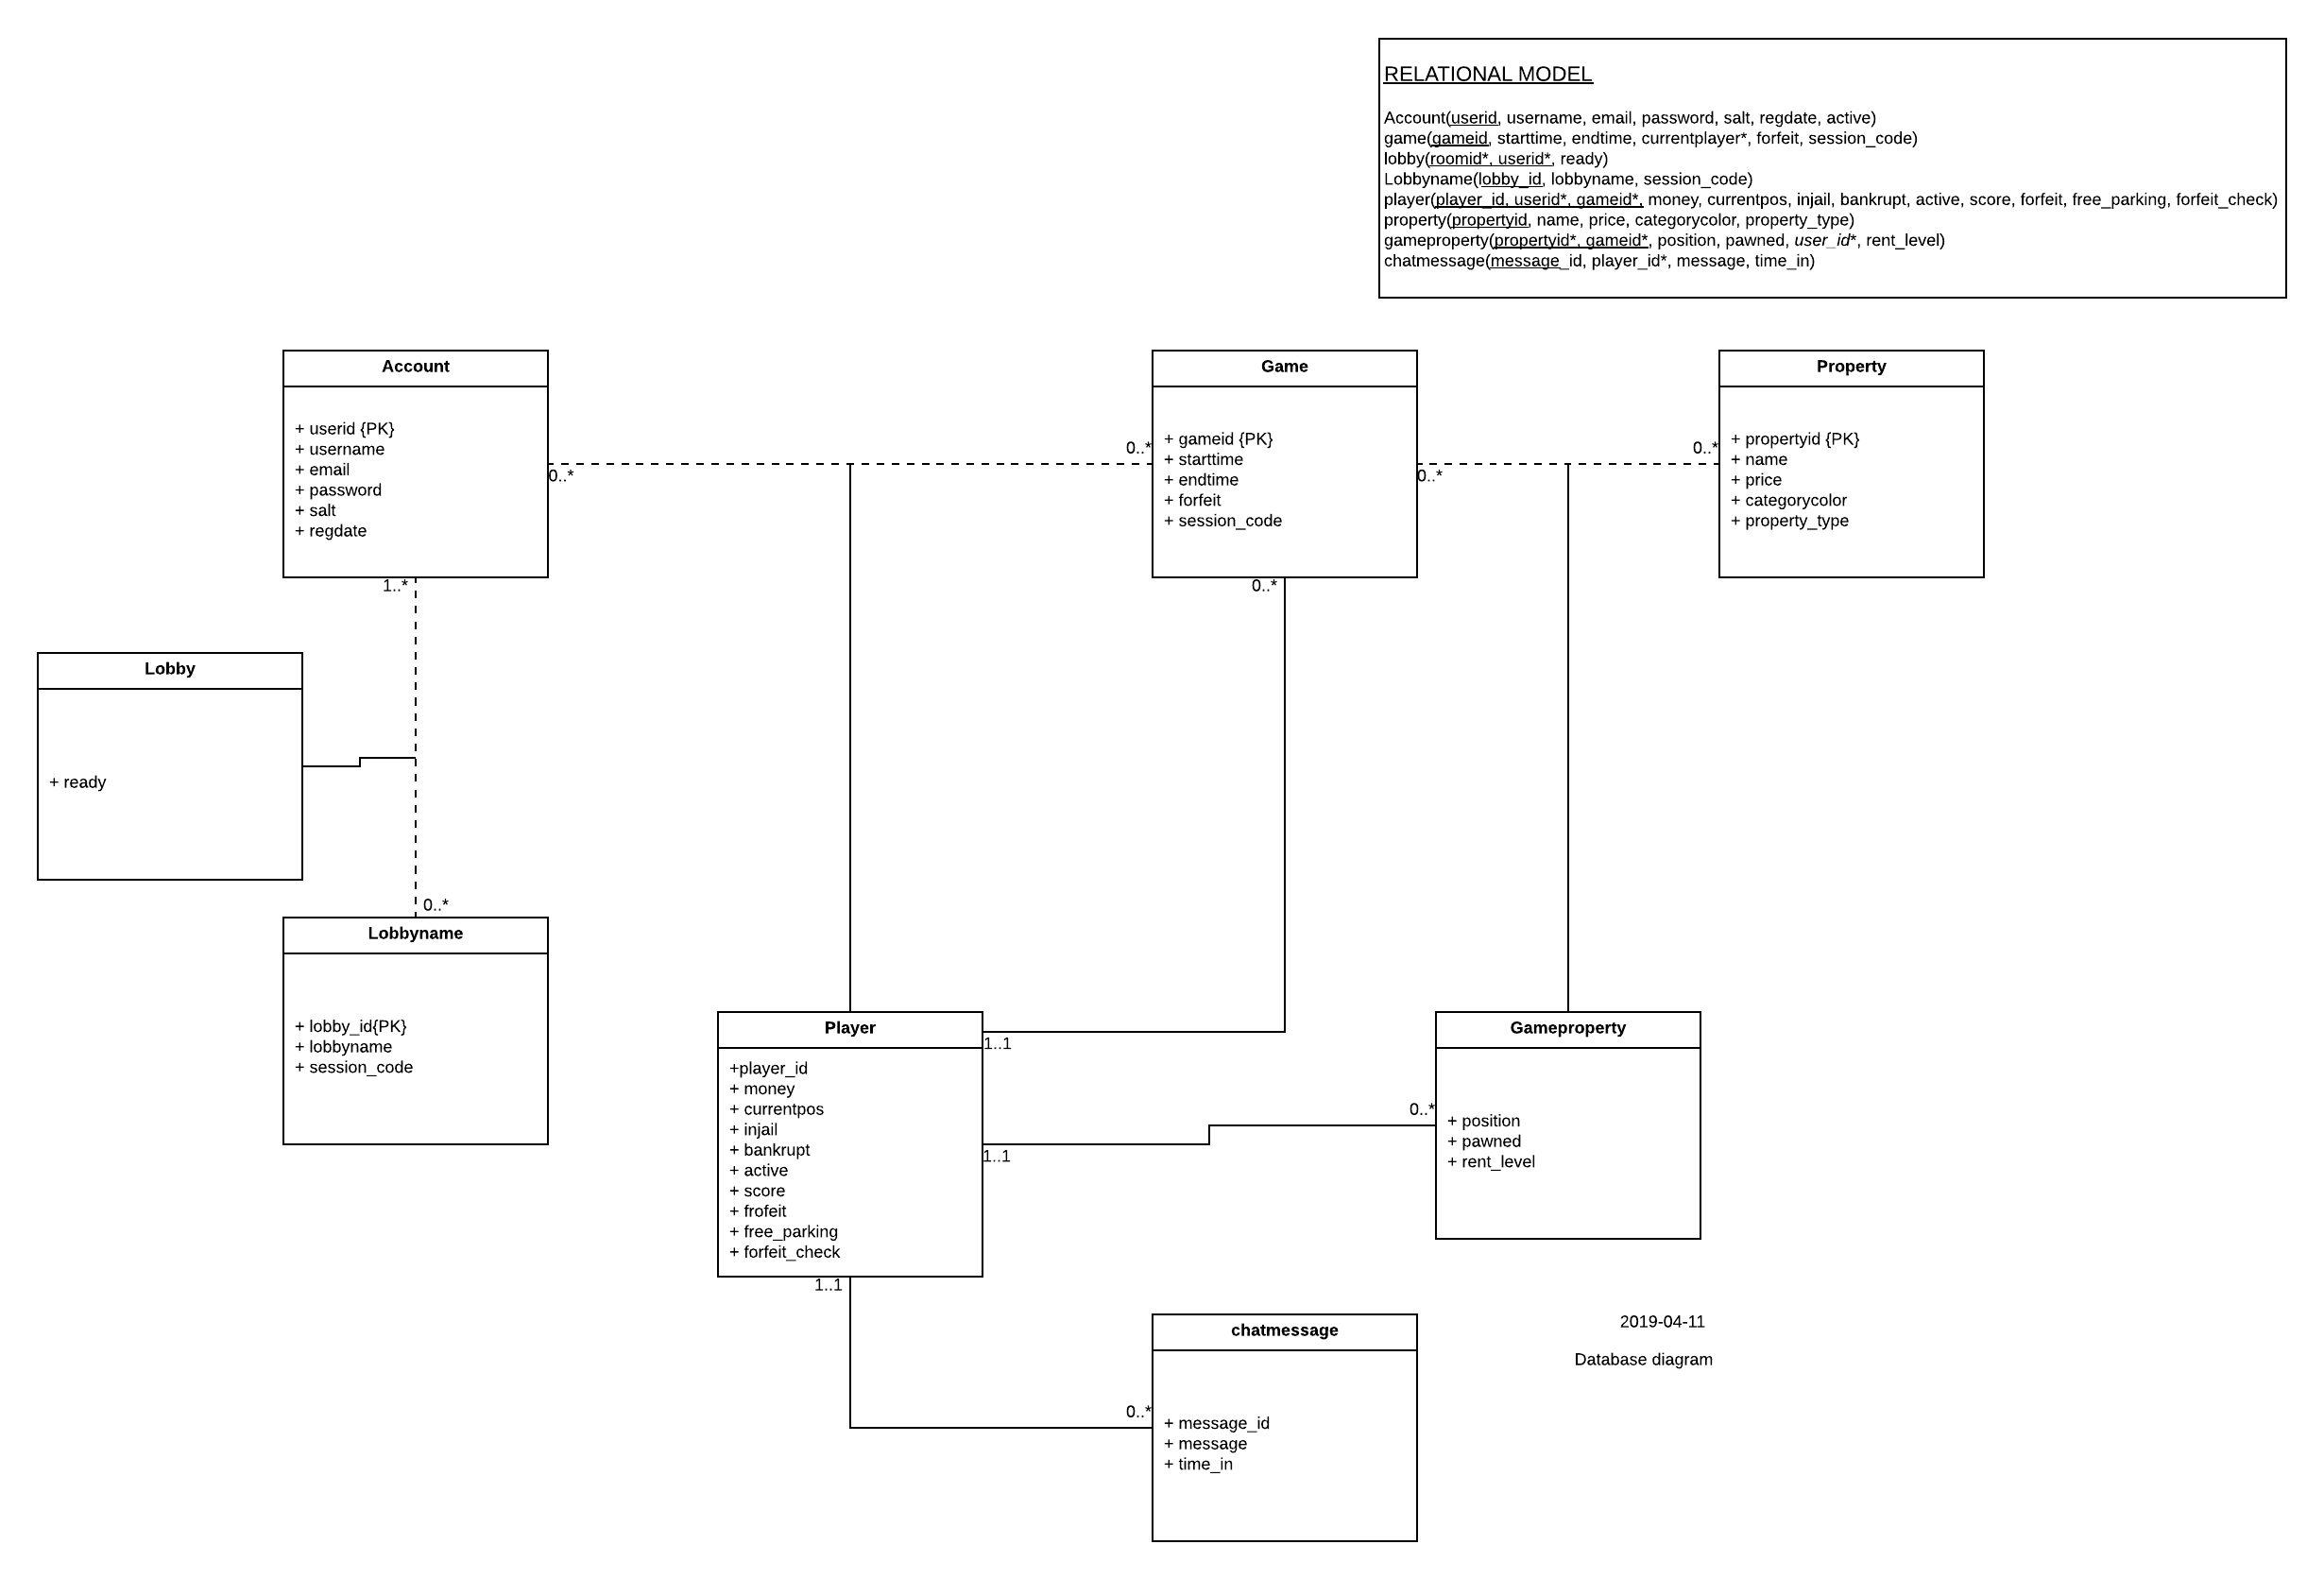 RELATIONAL MODEL
Account(userid, username, email, password, salt, regdate, active)
game(gameid, starttime, endtime, currentplayer*, forfeit, session_code)
lobby(roomid*, userid*, ready)
Lobbyname(lobby_id, lobbyname, session_code)
player(player_id, userid*, gameid*, money, currentpos, injail, bankrupt, active, score, forfeit, free_parking, forfeit_check)
property(propertyid, name, price, categorycolor, property_type)
gameproperty(propertyid*, gameid*, position, pawned, user_id*, rent_level)
chatmessage(message_id, player_id*, message, time_in)
Account
+ userid {PK}
+ username
+ email
+ password
+ salt
+ regdate
0..*
0..*
1..*
Game
+ gameid {PK}
+ starttime
+ endtime
+ forfeit
+ session_code
0..*
0..*
0..*
Property
+ propertyid {PK}
+ name
+ price
+ categorycolor
+ property_type
Lobby
+ ready
0..*
Lobbyname
+ lobby_id{PK}
+ lobbyname
+ session_code
Player
+player_id
+ money
+ currentpos
+ injail
+ bankrupt
+ active
+ score
+ frofeit
+ free_parking
+ forfeit_check
1..1
1..1
1..1
0..*
Gameproperty
+ position
+ pawned
+ rent_level
0..*
chatmessage
+ message_id
+ message
+ time_in
2019-04-11
Database diagram